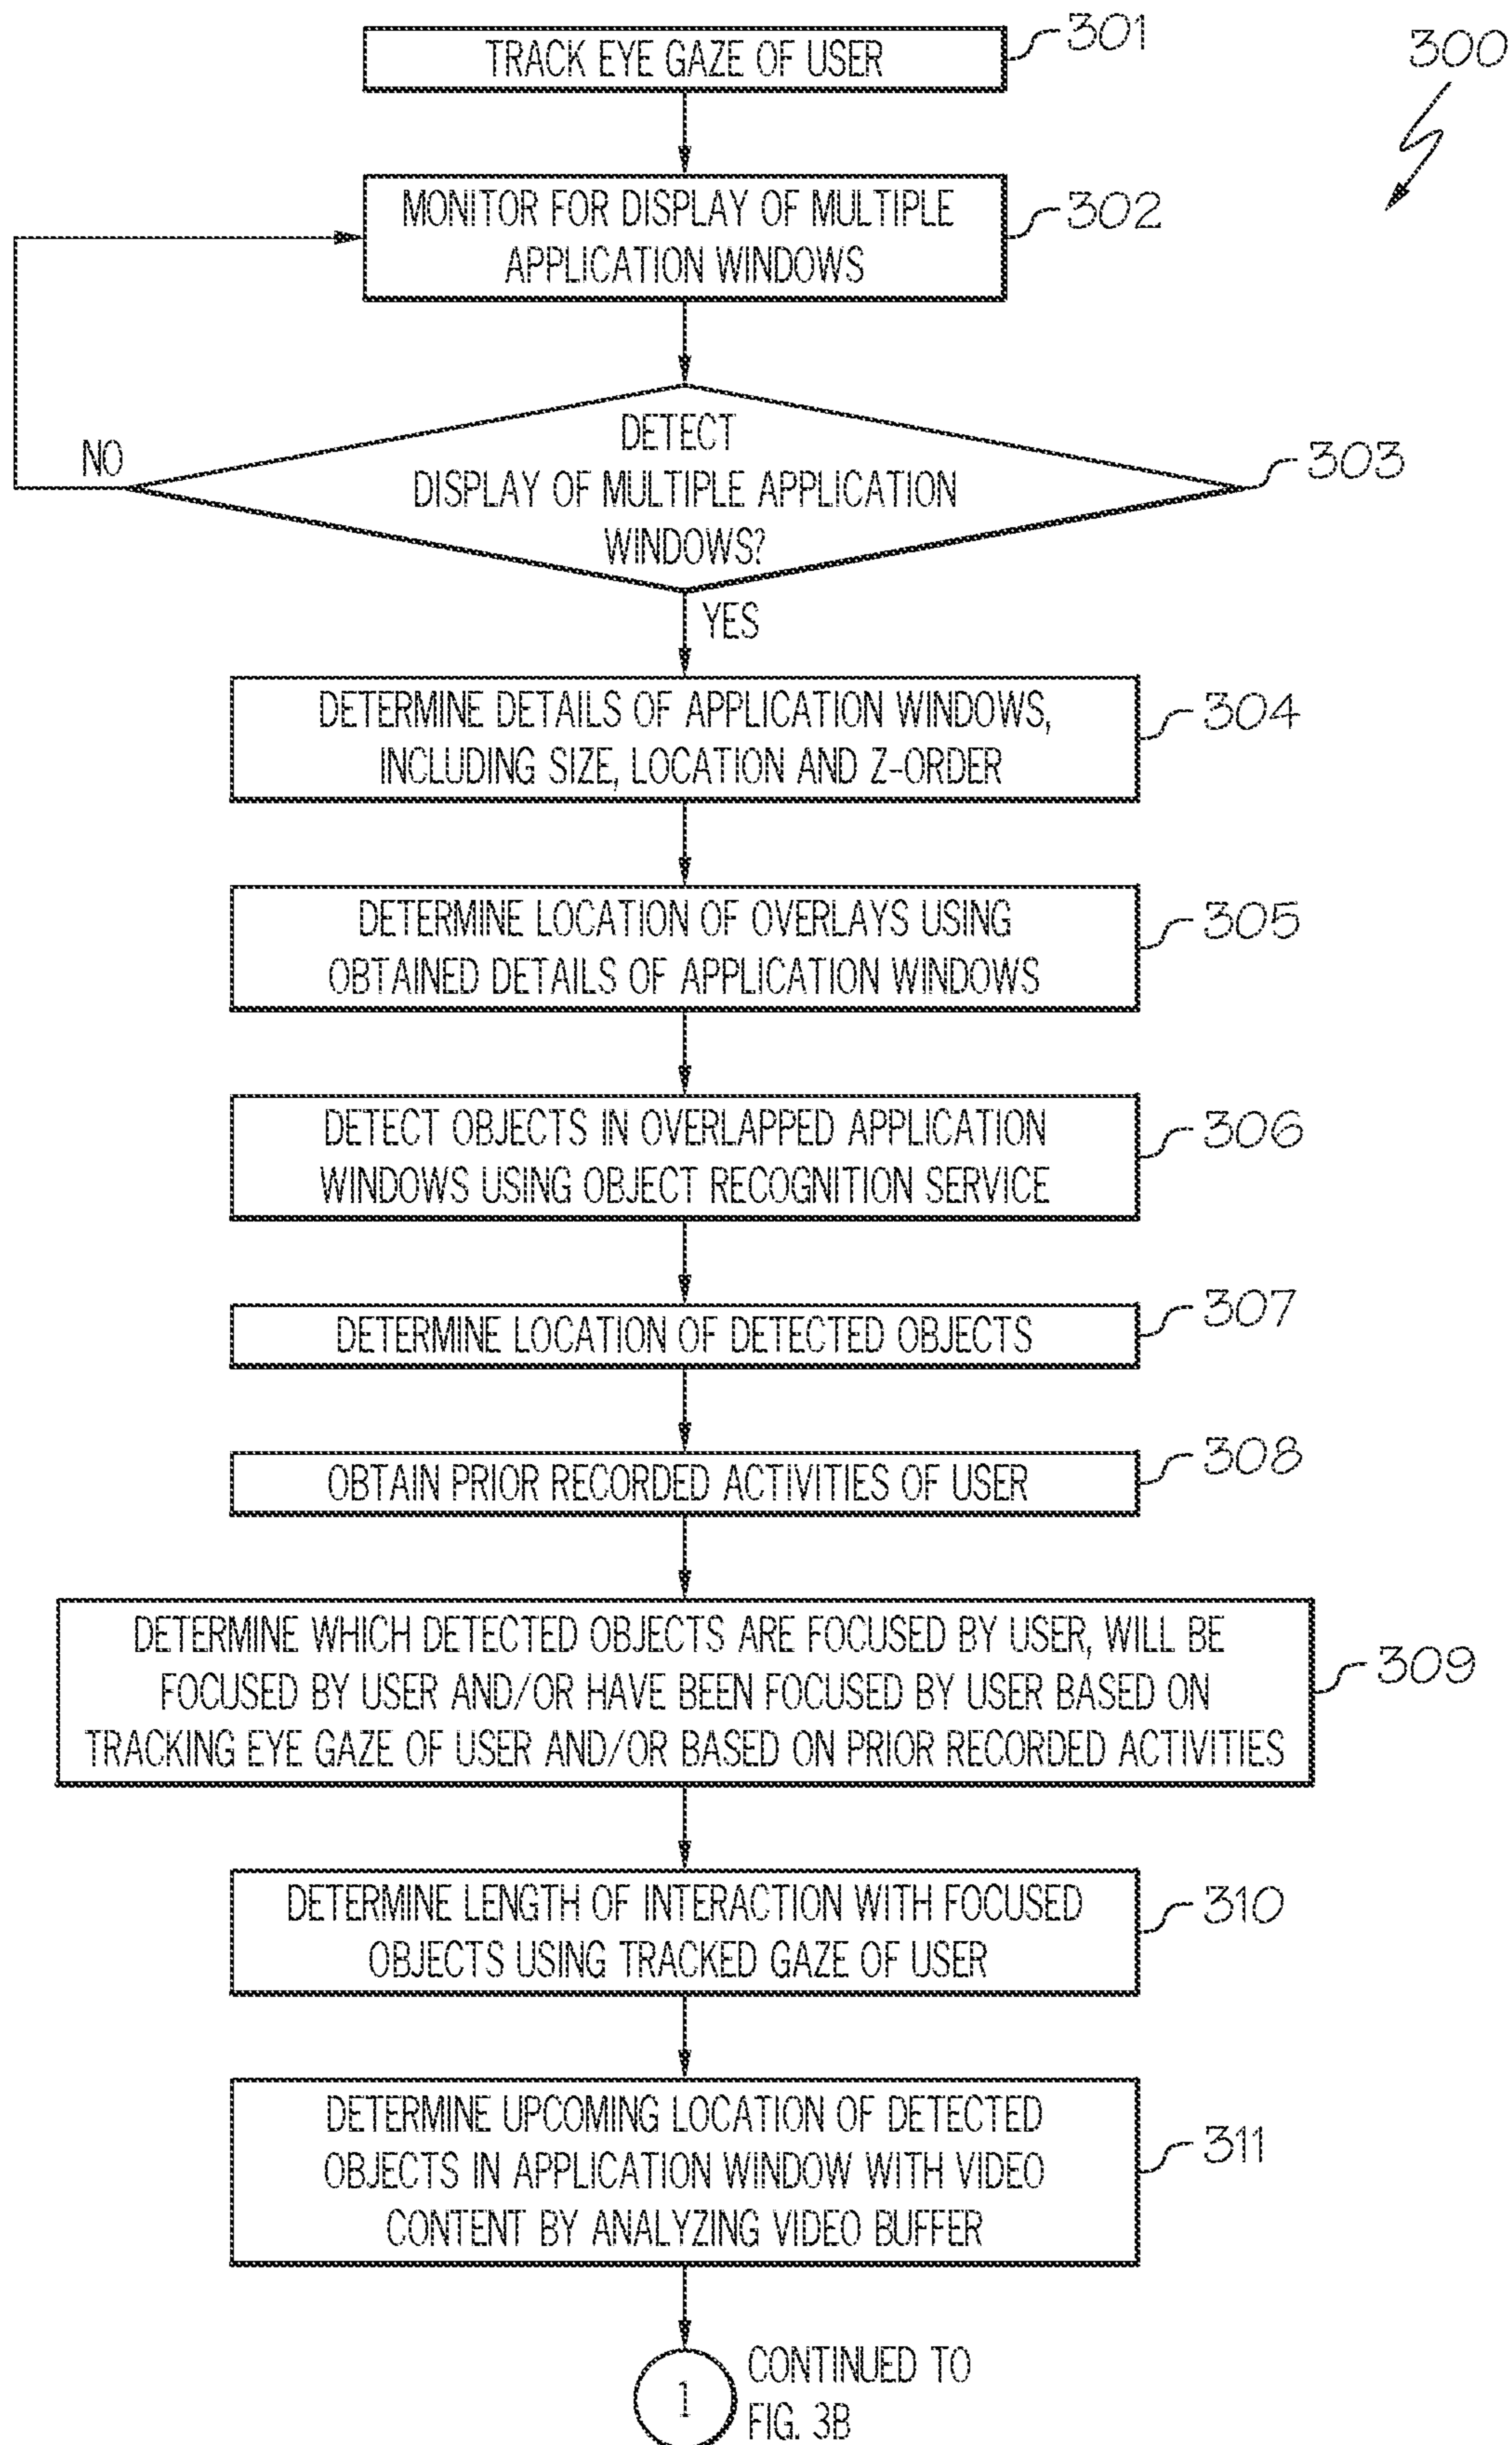 300
TRACK EYE GAZE OF USER
301
MONITOR FOR DISPLAY OF MULTIPLE
APPLICATION WINDOWS
302
DETECT
DISPLAY OF MULTIPLE APPLICATION
WINDOWS?
303
NO
YES
DETERMINE DETAILS OF APPLICATION WINDOWS,
INCLUDING SIZE, LOCATION AND Z-ORDER
304
DETERMINE LOCATION OF OVERLAYS USING
OBTAINED DETAILS OF APPLICATION WINDOWS
305
DETECT OBJECTS IN OVERLAPPED APPLICATION
WINDOWS USING OBJECT RECOGNITION SERVICE
306
DETERMINE LOCATION OF DETECTED OBJECTS
307
OBTAIN PRIOR RECORDED ACTIVITIES OF USER
308
DETERMINE WHICH DETECTED OBJECTS ARE FOCUSED BY USER, WILL BE
FOCUSED BY USER AND/OR HAVE BEEN FOCUSED BY USER BASED ON
TRACKING EYE GAZE OF USER AND/OR BASED ON PRIOR RECORDED ACTIVITIES
309
DETERMINE LENGTH OF INTERACTION WITH FOCUSED
OBJECTS USING TRACKED GAZE OF USER
310
DETERMINE UPCOMING LOCATION OF DETECTED
OBJECTS IN APPLICATION WINDOW WITH VIDEO
CONTENT BY ANALYZING VIDEO BUFFER
311
1
CONTINUED TO
FIG. 3B